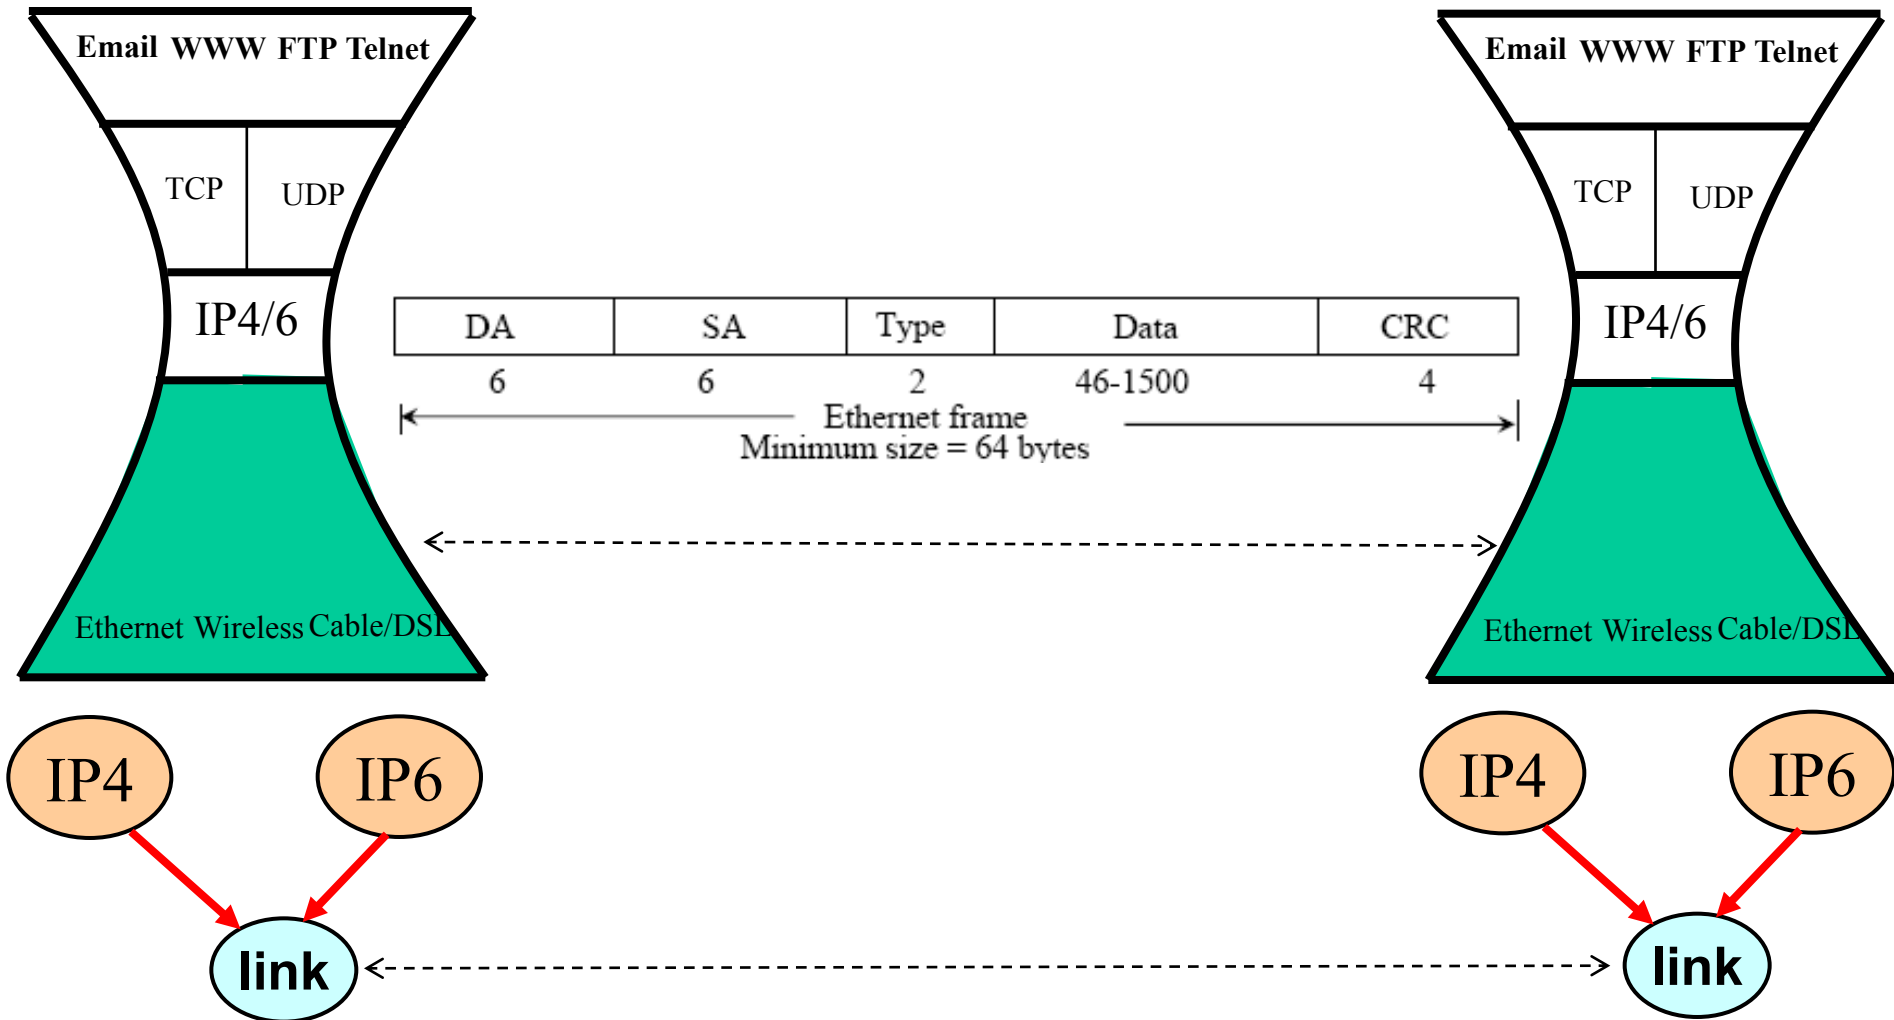 Email WWW FTP Telnet
TCP UDP
IP4/6
Ethernet Wireless Cable/DSL
DA SA Type Data CRC
6 6 2 46-1500 4
Ethernet frame
Minimum size = 64 bytes
Email WWW FTP Telnet
TCP UDP
IP4/6
Ethernet Wireless Cable/DSL
IP4 IP6
link
IP4 IP6
link